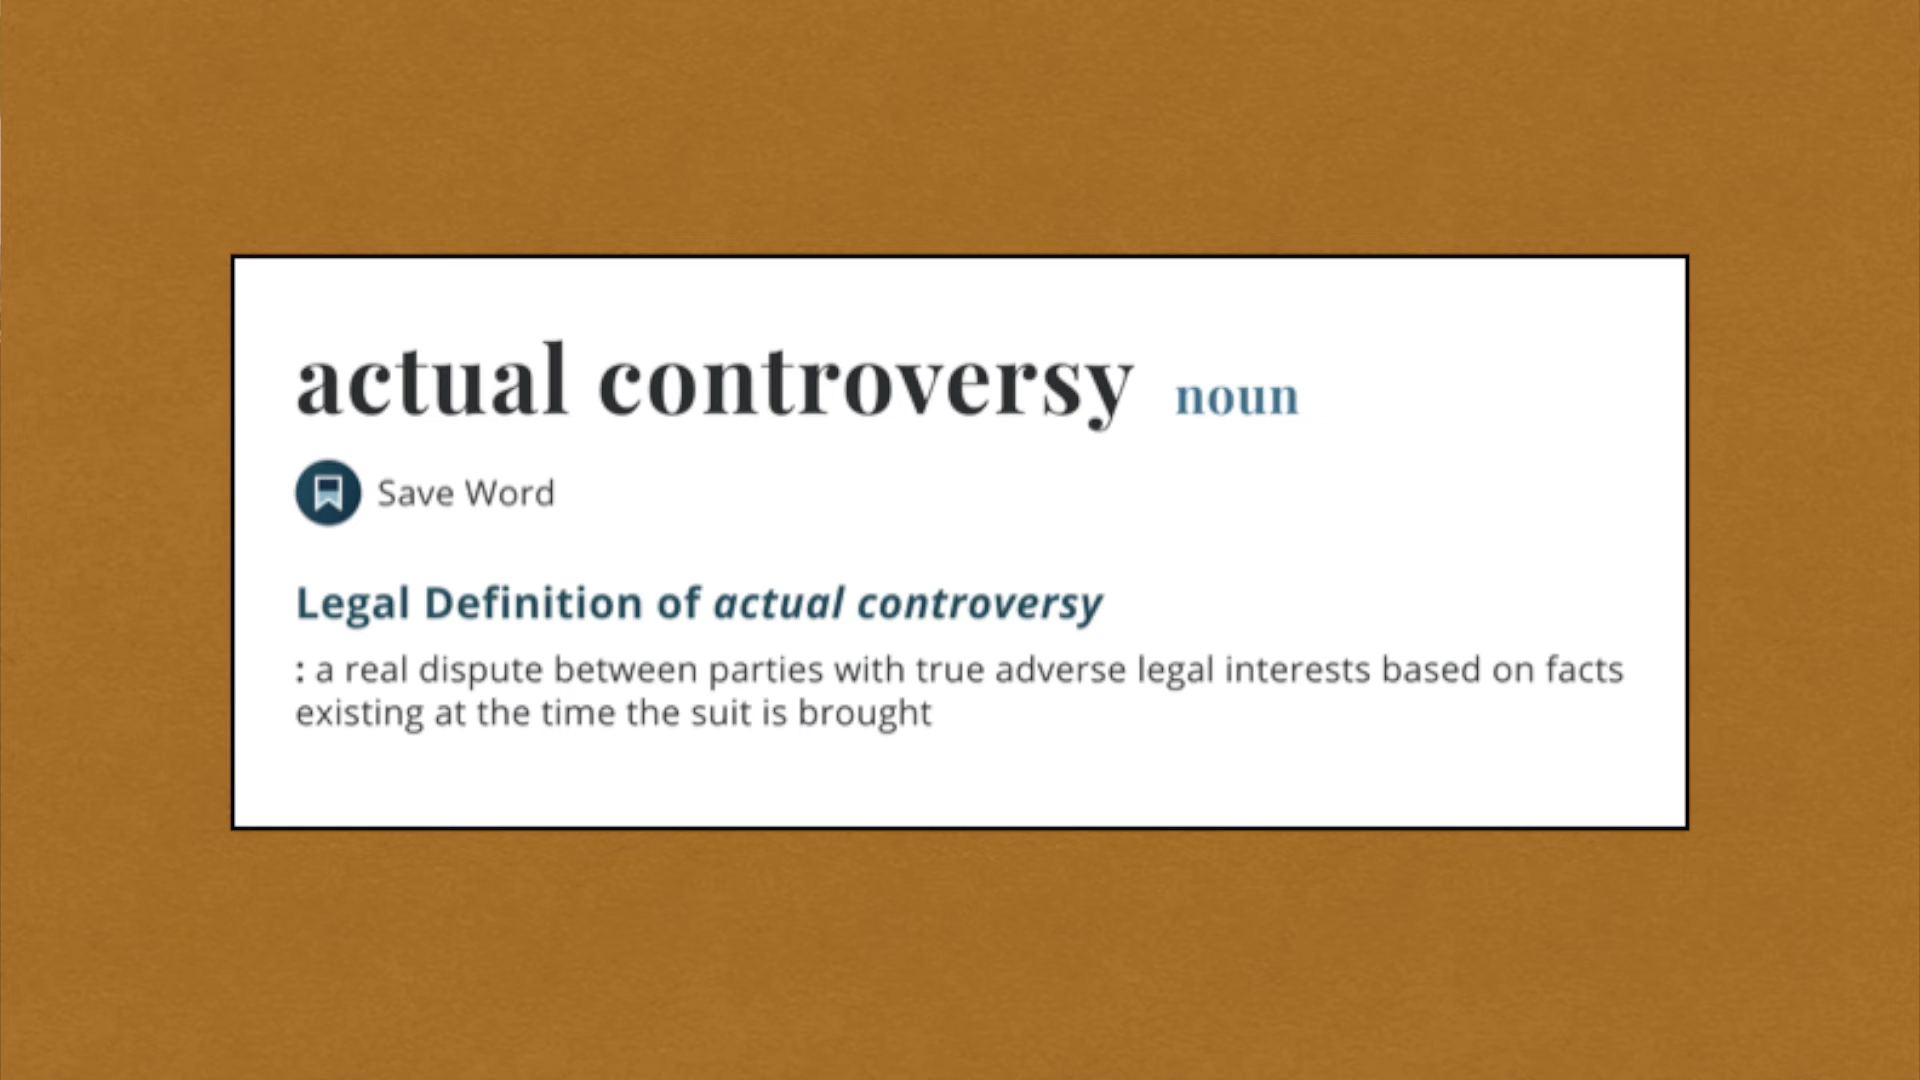 actual controversy noun
Save Word
Legal Definition of actual controversy
: a real dispute between parties with true adverse legal interests based on facts
existing at the time the suit is brought